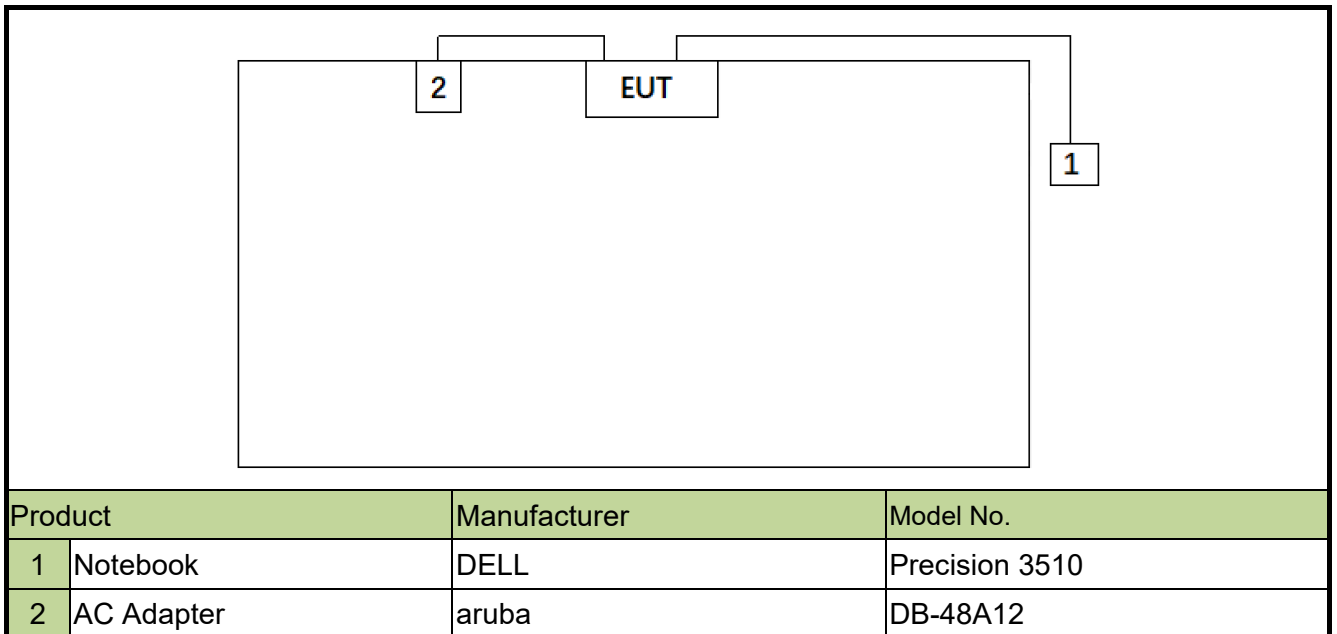 2 EUT
1
Product Manufacturer Model No.
1 Notebook DELL Precision 3510
2 AC Adapter aruba DB-48A12